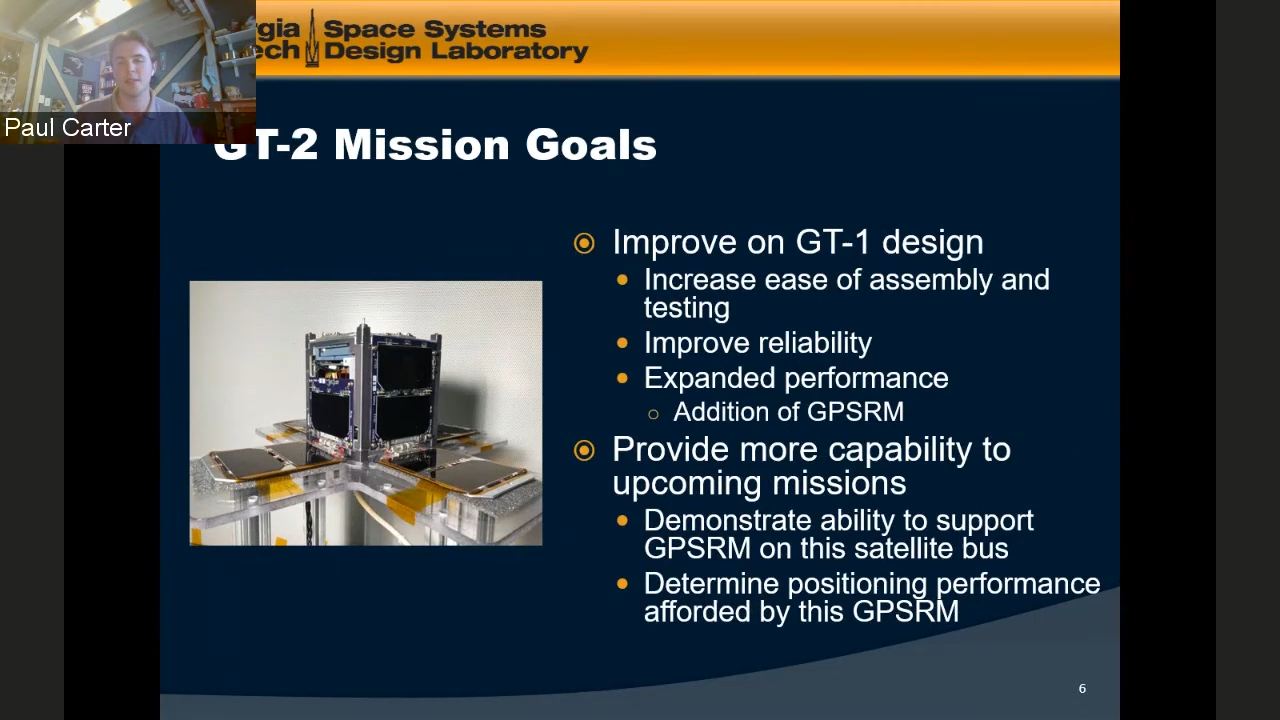 rgia Space Systems
ech Design Laboratory
Paul Carter
GT-2 Mission Goals
Improve on GT-1 design
Increase ease of assembly and
testing
Improve reliability
Expanded performance
Addition of GPSRM
Provide more capability to
upcoming missions
Demonstrate ability to support
GPSRM on this satellite bus
Determine positioning performance
afforded by this GPSRM
6